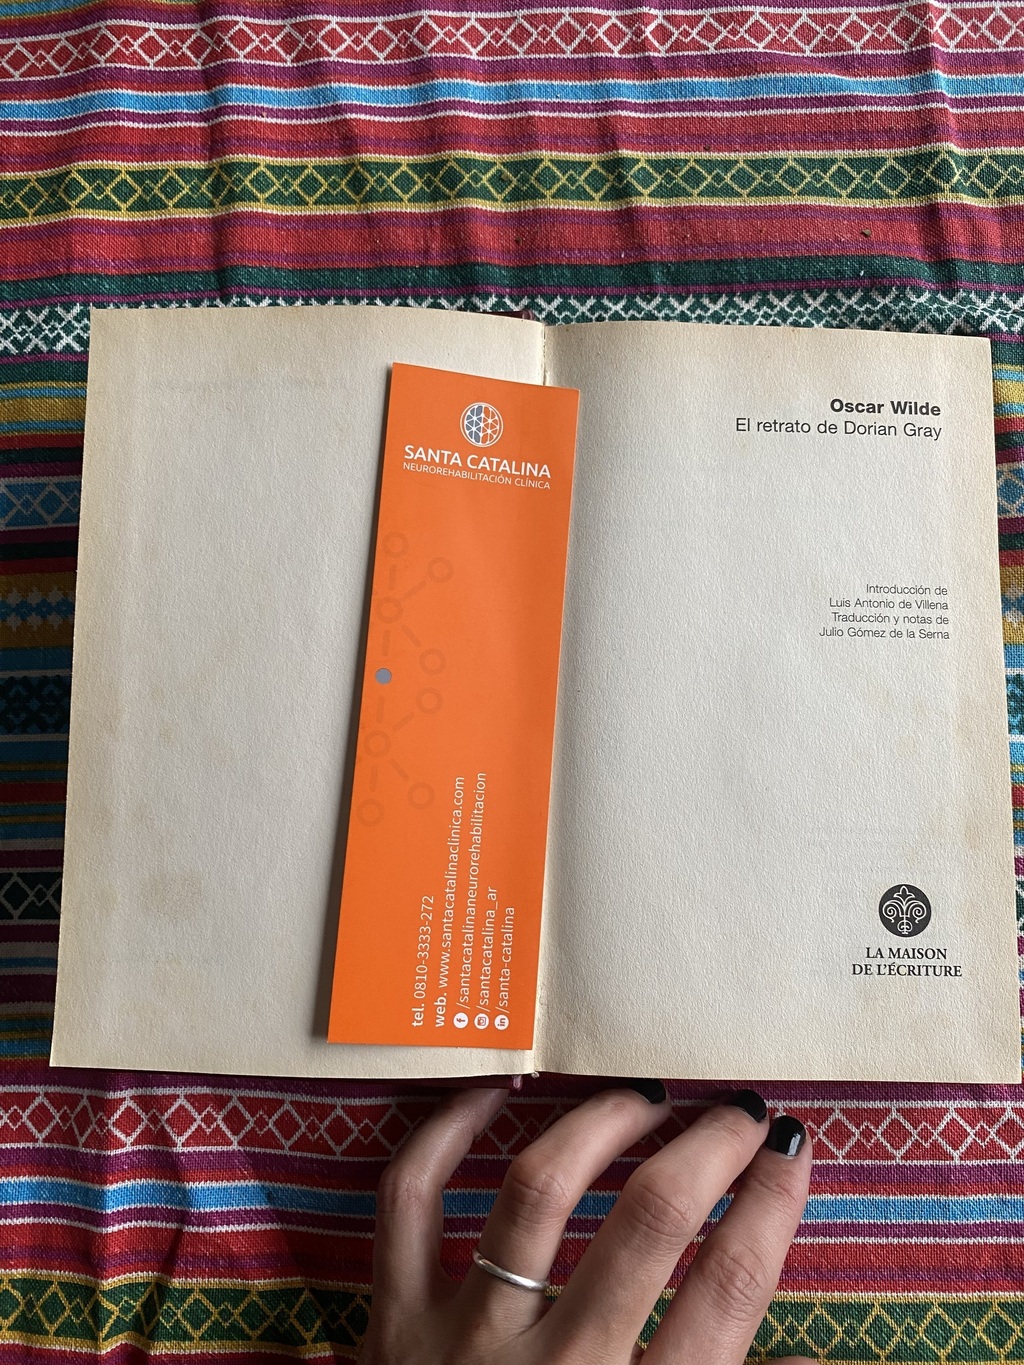 SANTA CATALINA
NEUROREHABILITACIÓN CLÍNICA
tel. 0810-3333-272
web. www.santacatalinaclinica.com
/santacatalinaneurorehabilitacion
/santacatalina_ar
/santa-catalina
Oscar Wilde
El retrato de Dorian Gray
Introducción de
Luis Antonio de Villena
Traducción y notas de
Julio Gómez de la Serna
LA MAISON
DE L'ÉCRITURE